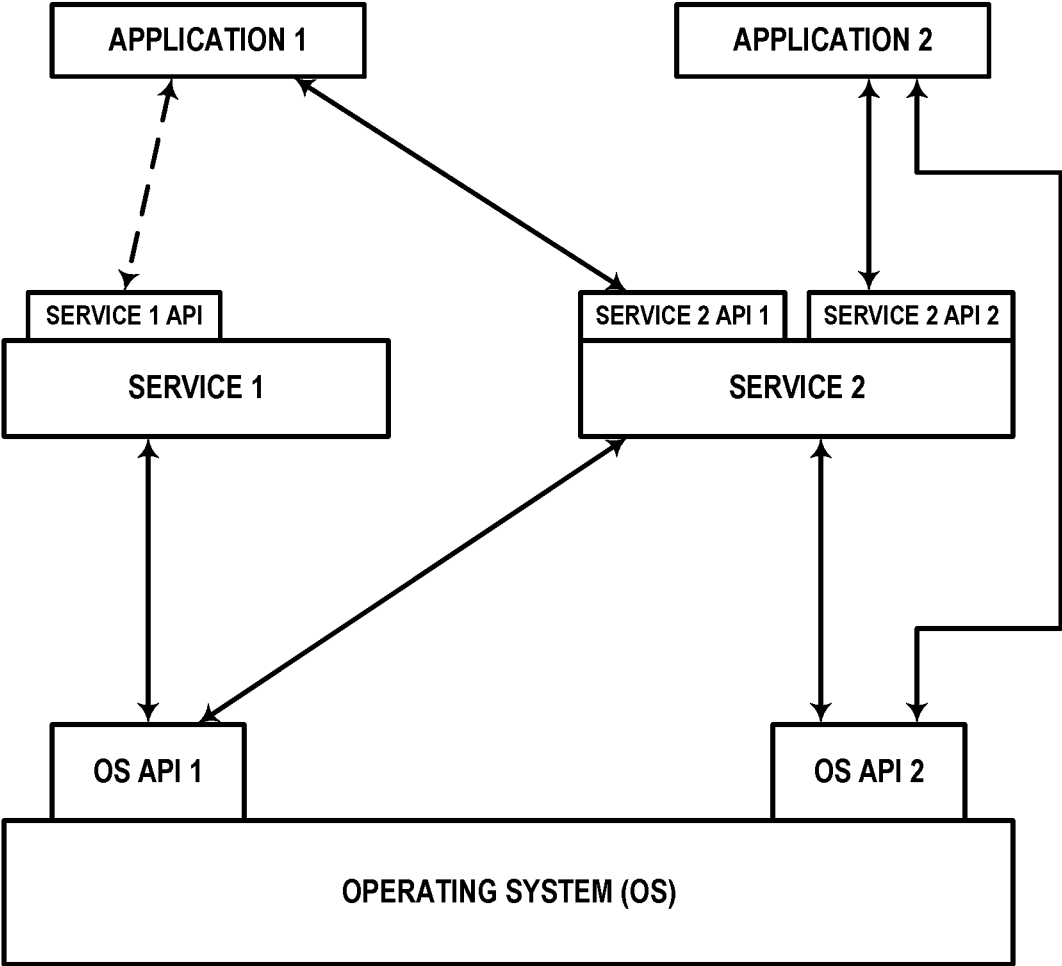 APPLICATION 1
APPLICATION 2
SERVICE 1 API
SERVICE 2 API 1
SERVICE 2 API 2
SERVICE 1
SERVICE 2
OS API 1
OS API 2
OPERATING SYSTEM (OS)